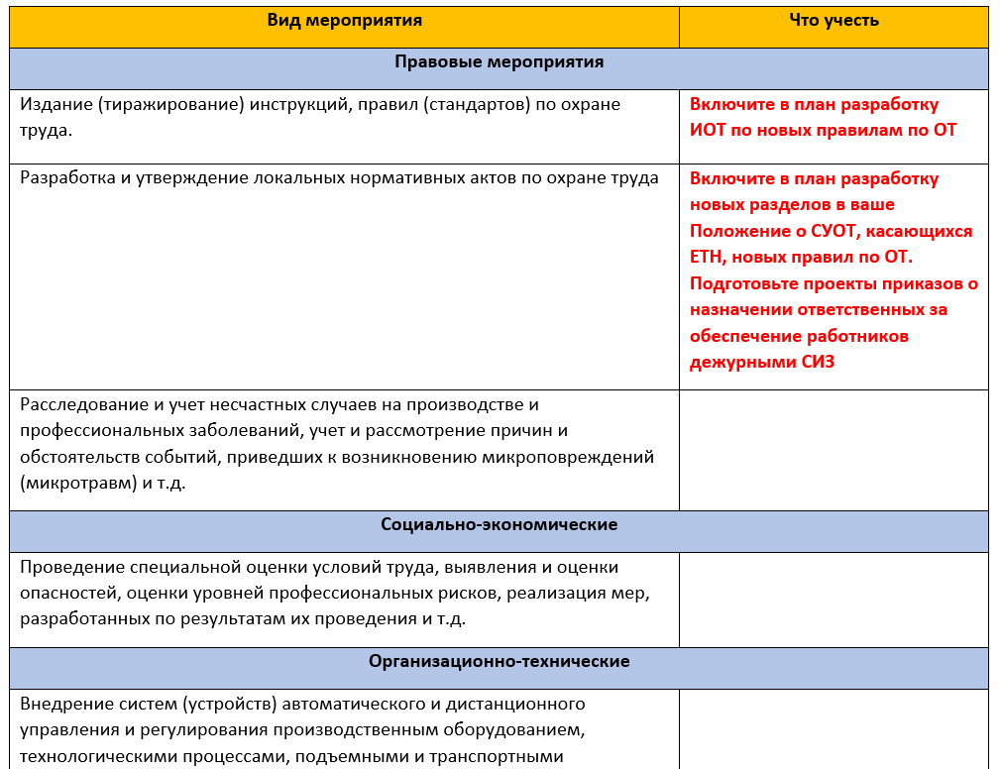 Вид мероприятия
Что учесть
Правовые мероприятия
Издание (тиражирование) инструкций, правил (стандартов) по охране
труда.
Включите в план разработку
ИОТ по новых правилам по ОТ
Разработка и утверждение локальных нормативных актов по охране труда
Включите в план разработку
новых разделов в ваше
Положение о СУОТ, касающихся
ЕТН, новых правил по ОТ.
Подготовьте проекты приказов о
назначении ответственных за
обеспечение работников
дежурными СИЗ
Расследование и учет несчастных случаев на производстве и
профессиональных заболеваний, учет и рассмотрение причин и
обстоятельств событий, приведших к возникновению микроповреждений
(микротравм) и т.д.
Социально-экономические
Проведение специальной оценки условий труда, выявления и оценки
опасностей, оценки уровней профессиональных рисков, реализация мер,
разработанных по результатам их проведения и т.д.
Организационно-технические
Внедрение систем (устройств) автоматического и дистанционного
управления и регулирования производственным оборудованием,
технологическими процессами, подъемными и транспортными